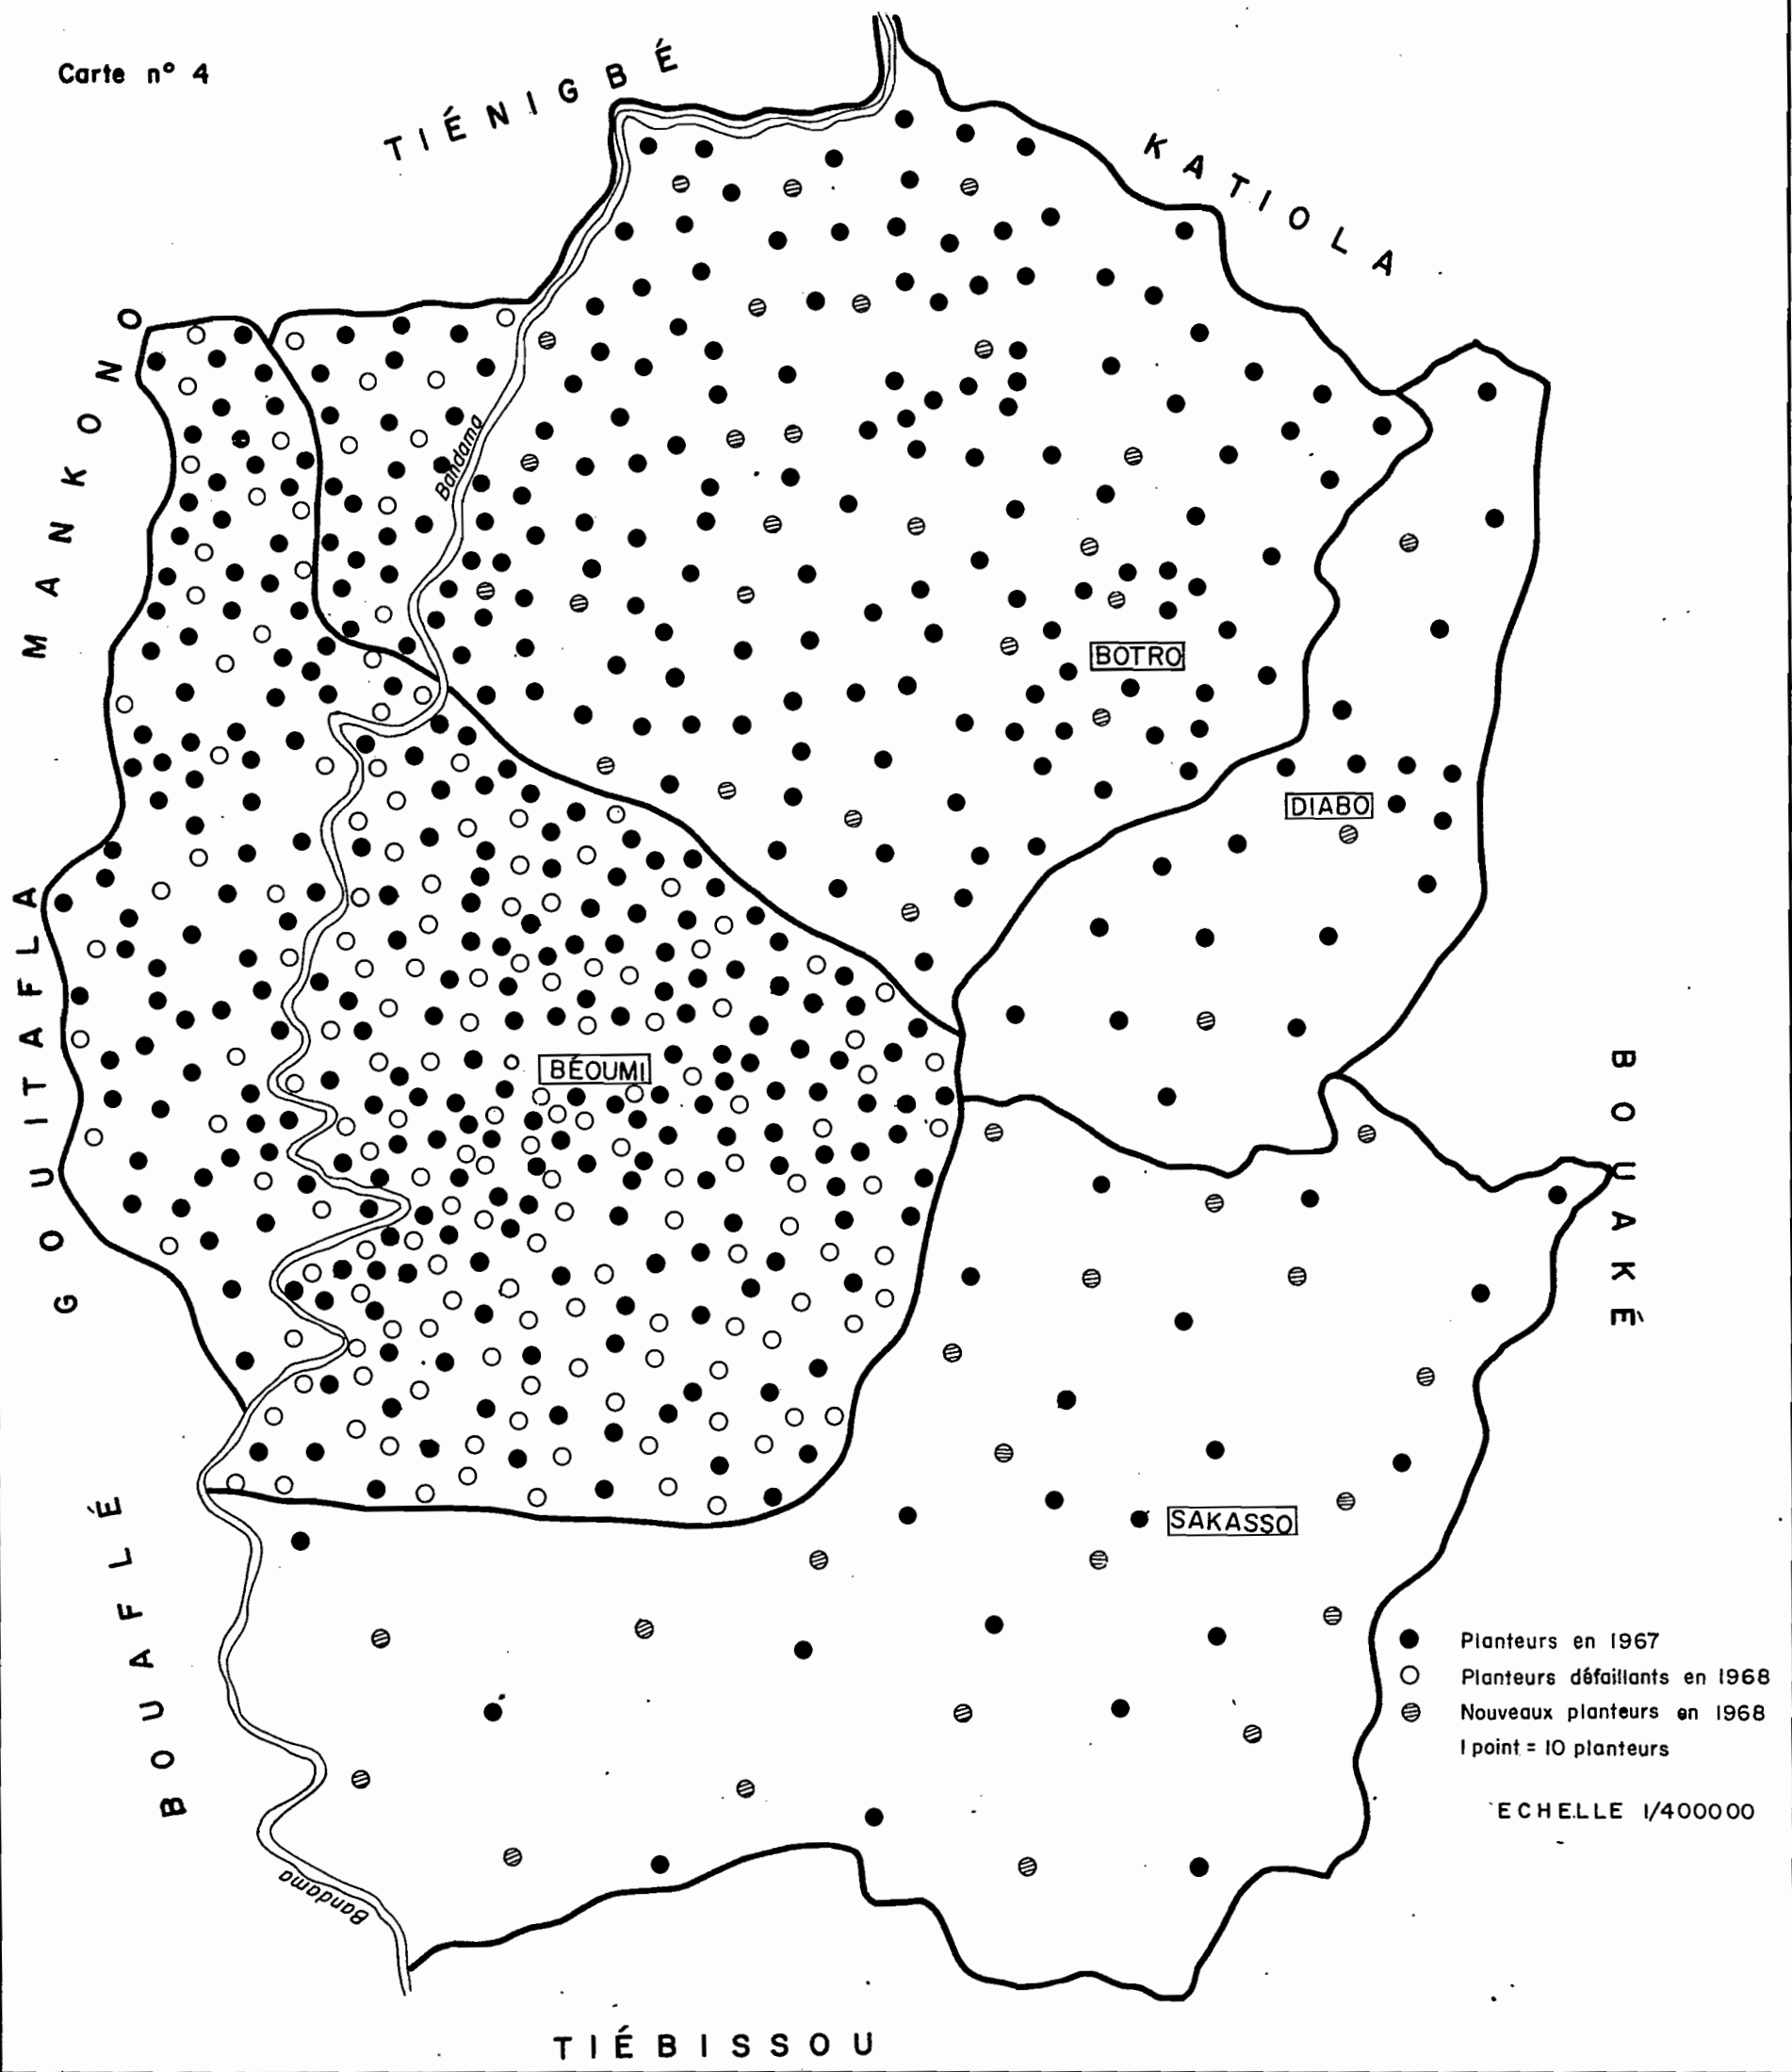 Carte n° 4
TIÉNIGBÉ
KATIOLA
MANKONO
Bandama
BOTRO
DIABO
GOUITAFLA
BÉOUMI
BOUAKÉ
SAKASSO
BOUAFLÉ
Planteurs en 1967
Planteurs défaillants en 1968
Nouveaux planteurs en 1968
1 point = 10 planteurs
ECHELLE 1/400000
Bandama
TIÉBISSOU